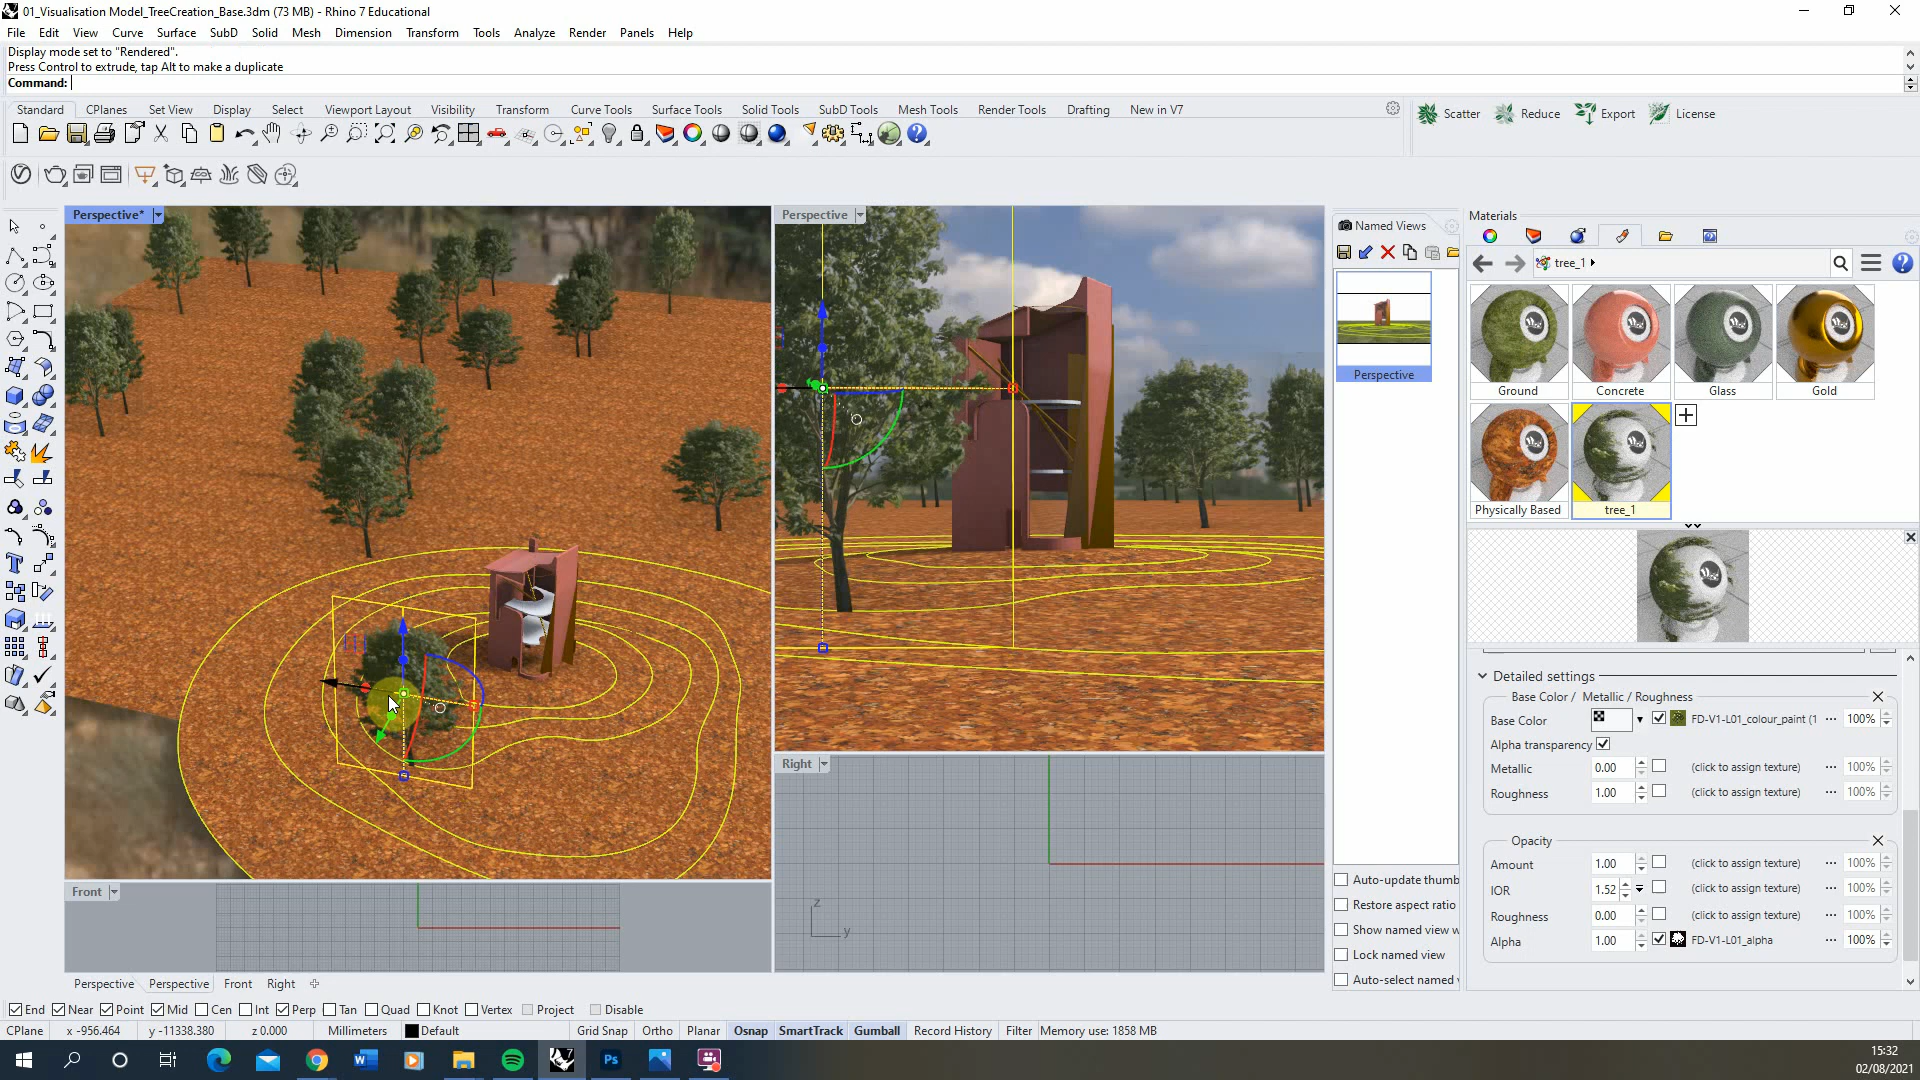 01_Visualisation Model_TreeCreation_Base.3dm (73 MB) - Rhino 7 Educational
File Edit View Curve Surface SubD Solid Mesh Dimension Transform Tools Analyze Render Panels Help
Display mode set to "Rendered".
Press Control to extrude, tap Alt to make a duplicate
Command:
Standard CPlanes Set View Display Select Viewport Layout Visibility Transform Curve Tools Surface Tools Solid Tools SubD Tools Mesh Tools Render Tools Drafting New in V7
Scatter Reduce Export License
Perspective*
Perspective
Named Views
Perspective
Materials
tree_1
Ground Concrete Glass Gold
Physically Based tree_1
Detailed settings
Base Color / Metallic / Roughness
Base Color FD-V1-L01_colour_paint (1 ... 100%
Alpha transparency
Metallic 0.00 (click to assign texture) ... 100%
Roughness 1.00 (click to assign texture) ... 100%
Opacity
Amount 1.00 (click to assign texture) ... 100%
IOR 1.52 (click to assign texture) ... 100%
Roughness 0.00 (click to assign texture) ... 100%
Alpha 1.00 FD-V1-L01_alpha ... 100%
Right
z
y
Front
Auto-update thumb
Restore aspect ratio
Show named view w
Lock named view
Auto-select named
Perspective Perspective Front Right
End Near Point Mid Cen Int Perp Tan Quad Knot Vertex Project Disable
CPlane x -956.464 y -11338.380 z 0.000 Millimeters Default Grid Snap Ortho Planar Osnap SmartTrack Gumball Record History Filter Memory use: 1858 MB
W Ps
15:32
02/08/2021